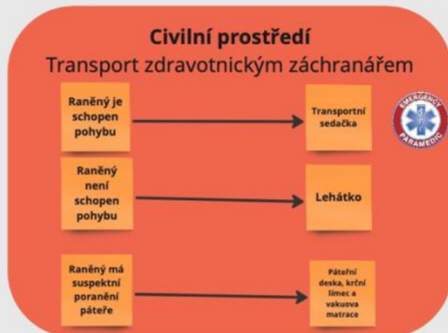 Civilní prostředí
Transport zdravotnickým záchranářem
Raněný je
schopen
pohybu
Transportní
sedačka
EMERGENCY
PARAMEDIC
Raněný
není
schopen
pohybu
Lehátko
Raněný má
suspektní
poranění
páteře
Páteřní
deska, krční
límec a
vakuova
matrace